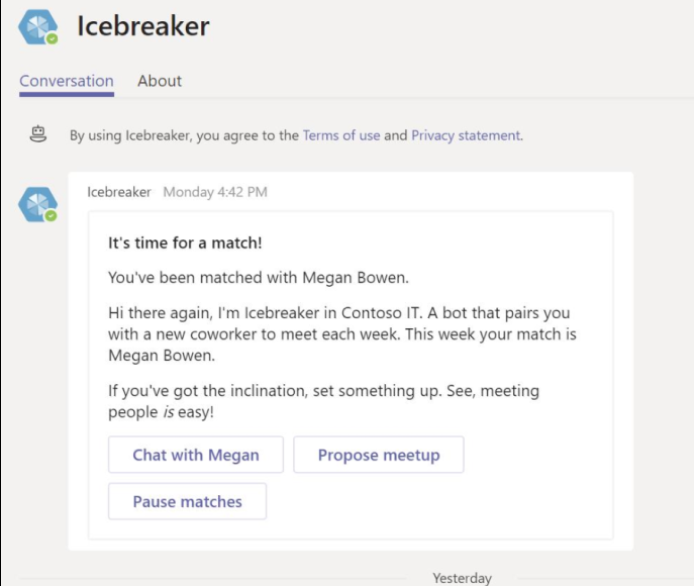 Icebreaker
Conversation About
By using Icebreaker, you agree to the Terms of use and Privacy statement.
Icebreaker Monday 4:42 PM
It's time for a match!
You've been matched with Megan Bowen.
Hi there again, I'm Icebreaker in Contoso IT. A bot that pairs you
with a new coworker to meet each week. This week your match is
Megan Bowen.
If you've got the inclination, set something up. See, meeting
people is easy!
Chat with Megan Propose meetup
Pause matches
Yesterday